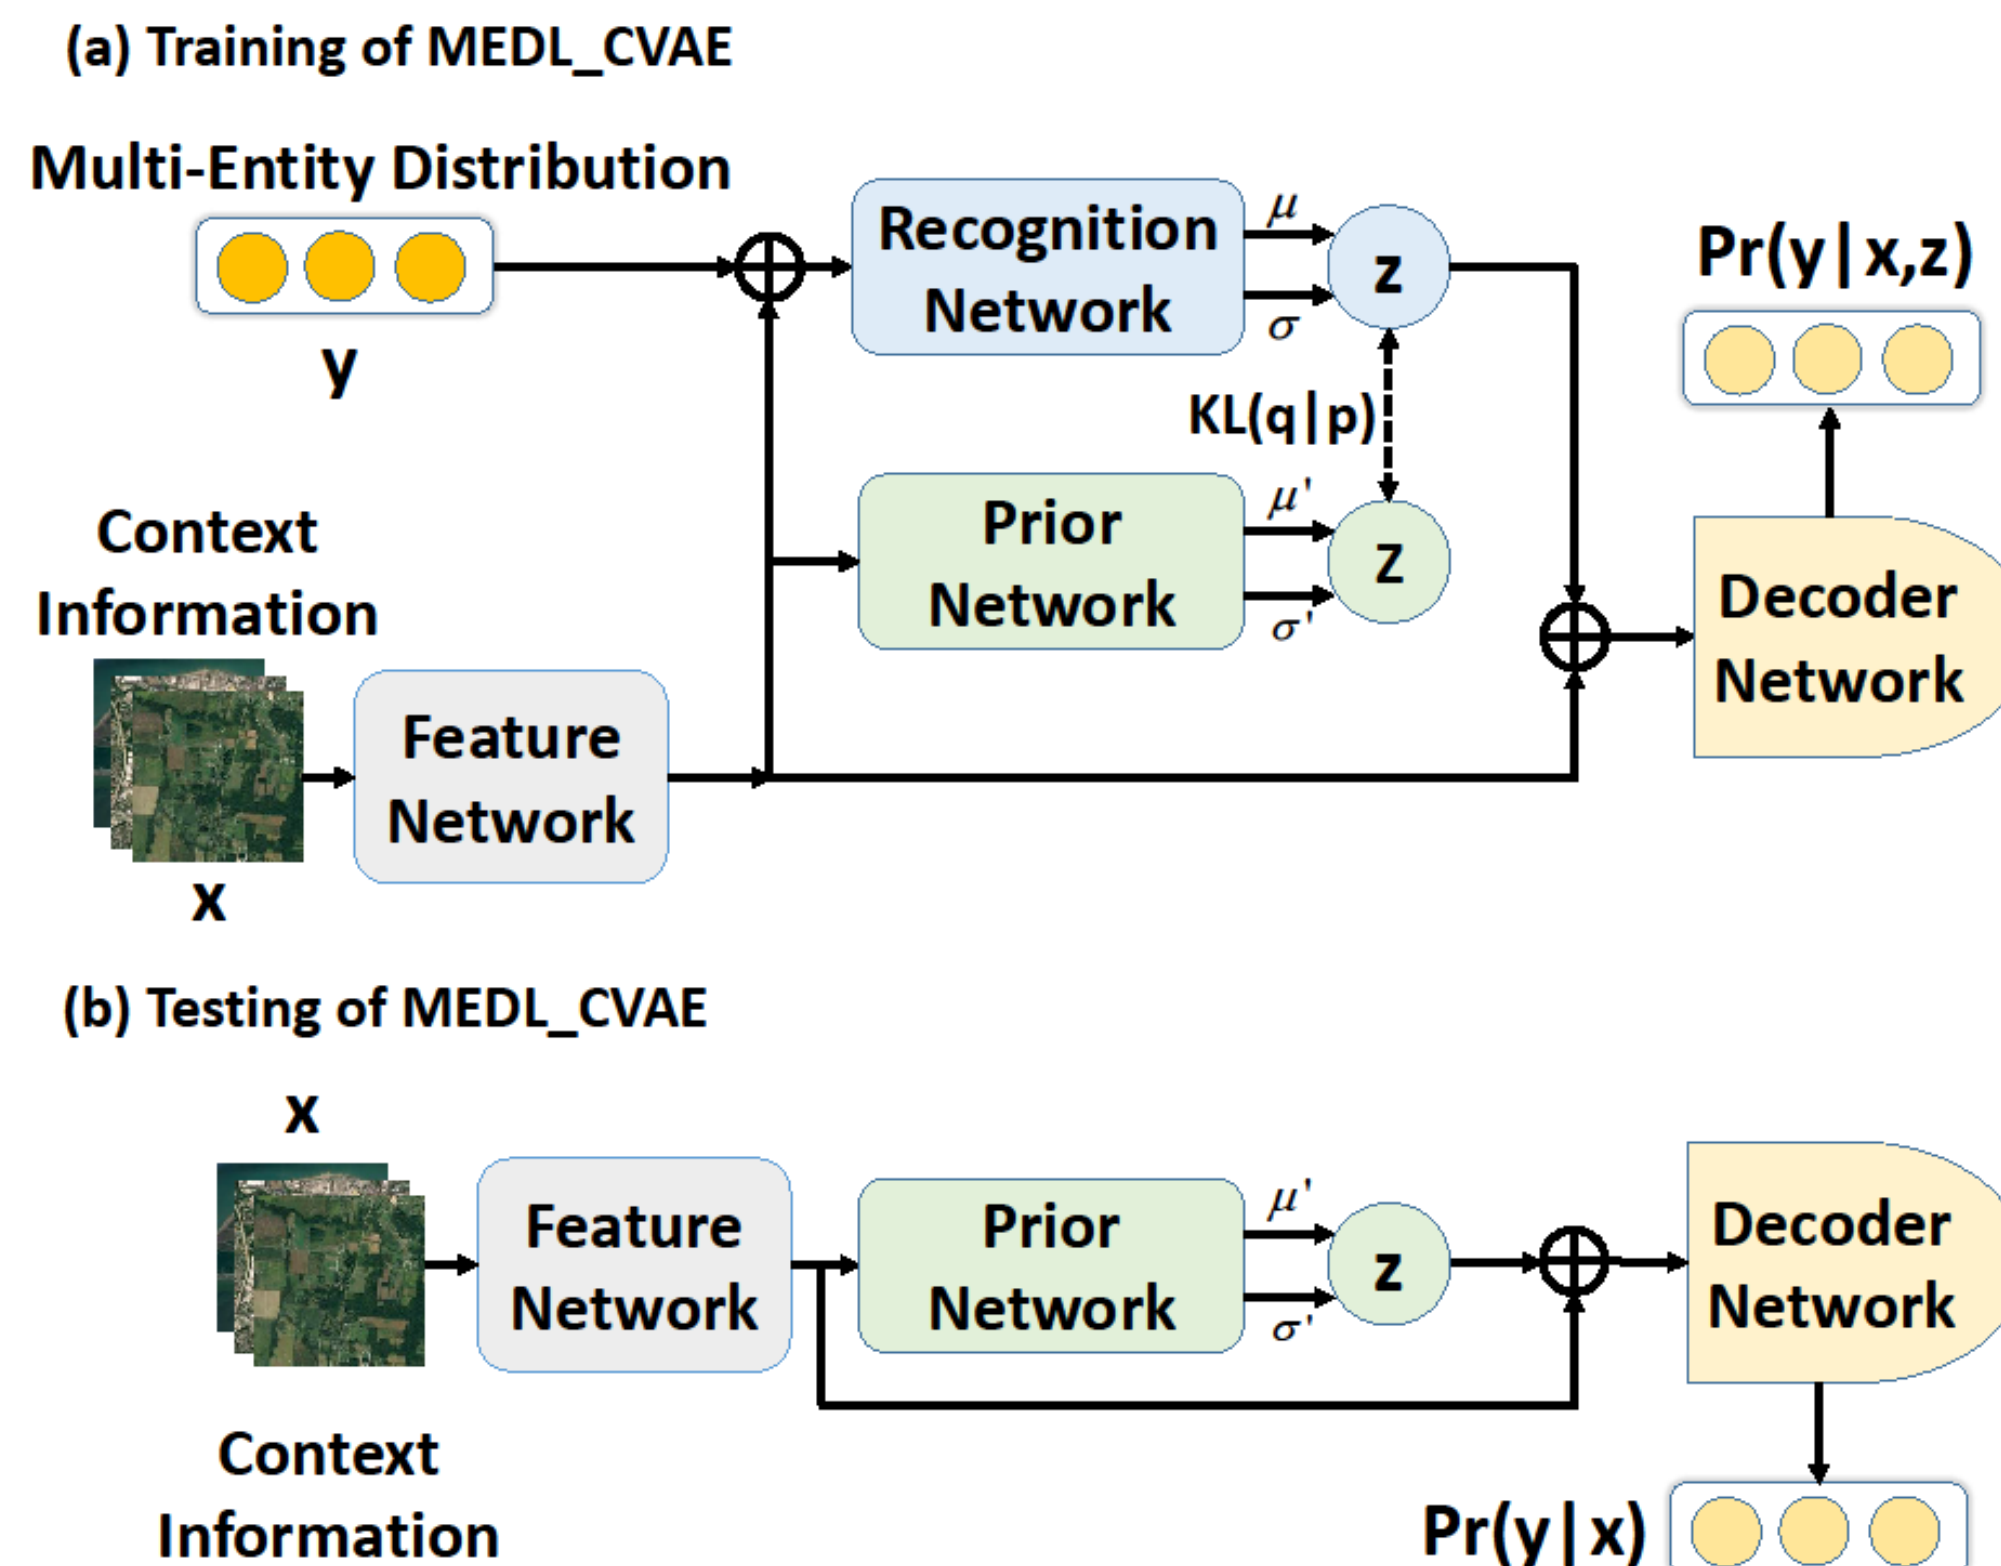 (a) Training of MEDL_CVAE
Multi-Entity Distribution
y
Recognition
Network
μ
σ
z
Pr(y|x,z)
KL(q|p)
Context
Information
Prior
Network
μ'
σ'
z
Decoder
Network
Feature
Network
x
(b) Testing of MEDL_CVAE
x
Feature
Network
Prior
Network
μ'
σ'
z
Decoder
Network
Context
Information
Pr(y|x)